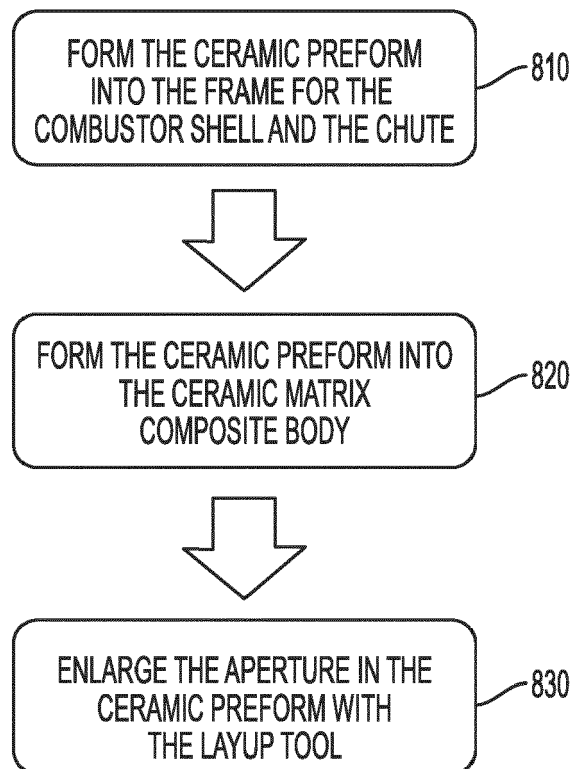 FORM THE CERAMIC PREFORM
INTO THE FRAME FOR THE
COMBUSTOR SHELL AND THE CHUTE
810
FORM THE CERAMIC PREFORM INTO
THE CERAMIC MATRIX
COMPOSITE BODY
820
ENLARGE THE APERTURE IN THE
CERAMIC PREFORM WITH
THE LAYUP TOOL
830